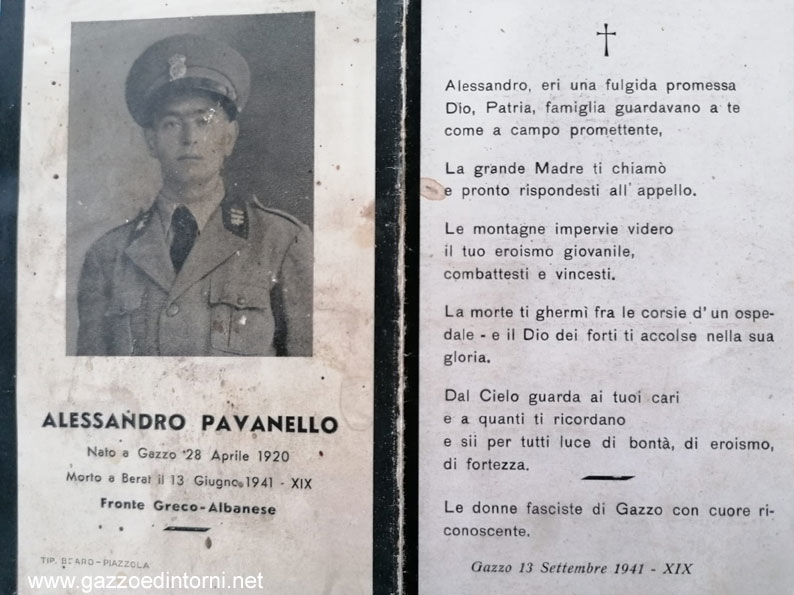 ALESSANDRO PAVANELLO
Nato a Gazzo 28 Aprile 1920
Morto a Berat il 13 Giugno 1941 - XIX
Fronte Greco-Albanese
TIP. - PIAZZOLA
www.gazzoedintorni.net
Alessandro, eri una fulgida promessa
Dio, Patria, famiglia guardavano a te
come a campo promettente,
La grande Madre ti chiamò
e pronto rispondesti all' appello.
Le montagne impervie videro
il tuo eroismo giovanile,
combattesti e vincesti.
La morte ti ghermì fra le corsie d' un ospe-
dale - e il Dio dei forti ti accolse nella sua
gloria.
Dal Cielo guarda ai tuoi cari
e a quanti ti ricordano
e sii per tutti luce di bontà, di eroismo,
di fortezza.
Le donne fasciste di Gazzo con cuore ri-
conoscente.
Gazzo 13 Settembre 1941 - XIX